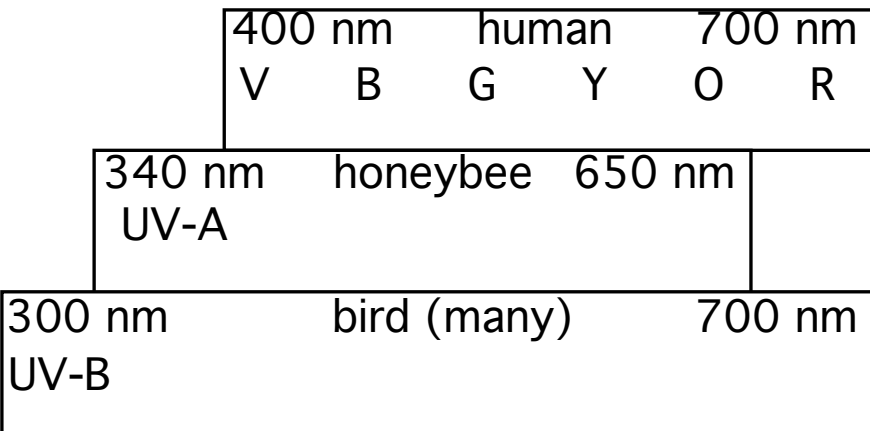 400 nm human 700 nm
V B G Y O R
340 nm honeybee 650 nm
UV-A
300 nm bird (many) 700 nm
UV-B